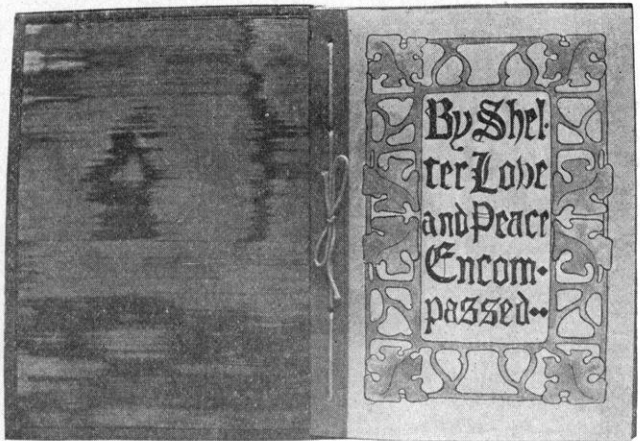 By Shel-
ter Love
and Peace
Encom-
passed··